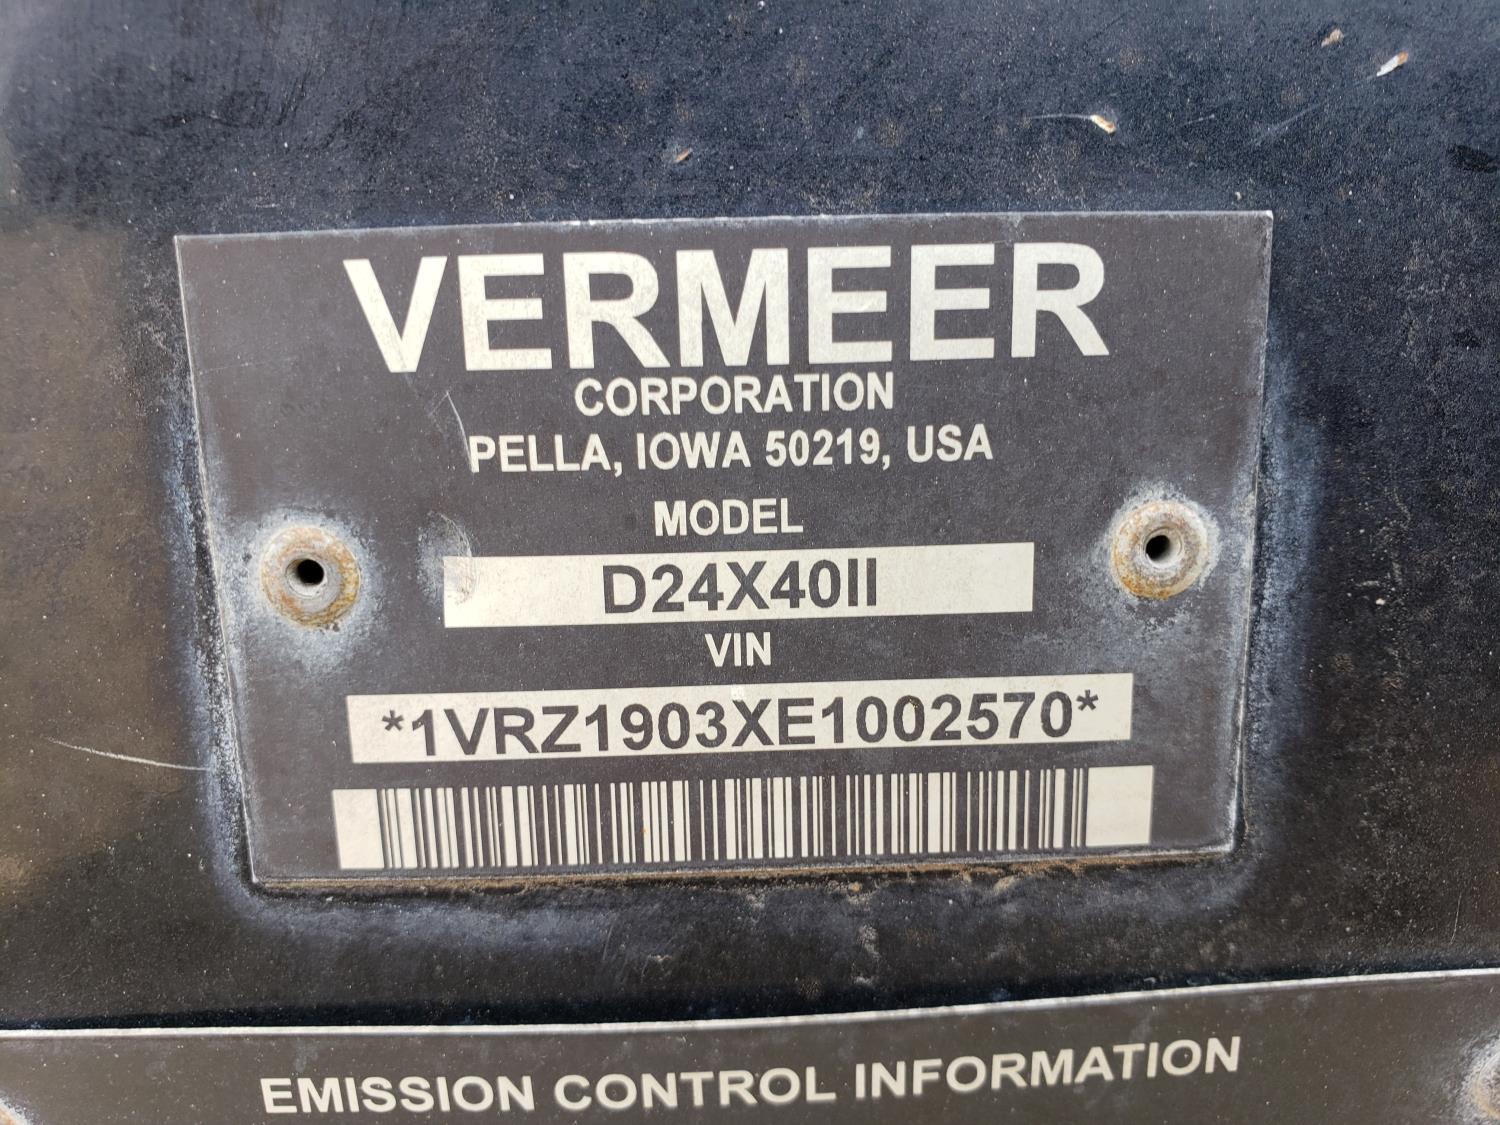 VERMEER
CORPORATION
PELLA, IOWA 50219, USA
MODEL
D24X40II
VIN
*1VRZ1903XE1002570*
EMISSION CONTROL INFORMATION